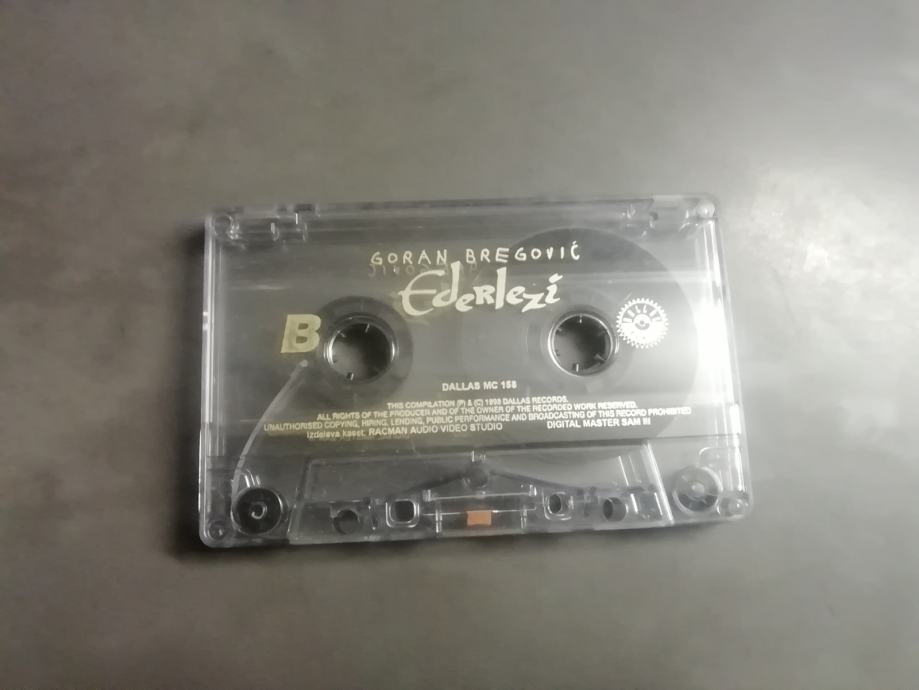 GORAN BREGOVIĆ
Ederlezi
B
DALLAS
DALLAS MC 158
THIS COMPILATION (P) & (C) 1998 DALLAS RECORDS.
ALL RIGHTS OF THE PRODUCER AND OF THE OWNER OF THE RECORDED WORK RESERVED.
UNAUTHORISED COPYING, HIRING, LENDING, PUBLIC PERFORMANCE AND BROADCASTING OF THIS RECORD PROHIBITED
Izdelava kaset: RACMAN AUDIO VIDEO STUDIO DIGITAL MASTER SAM III